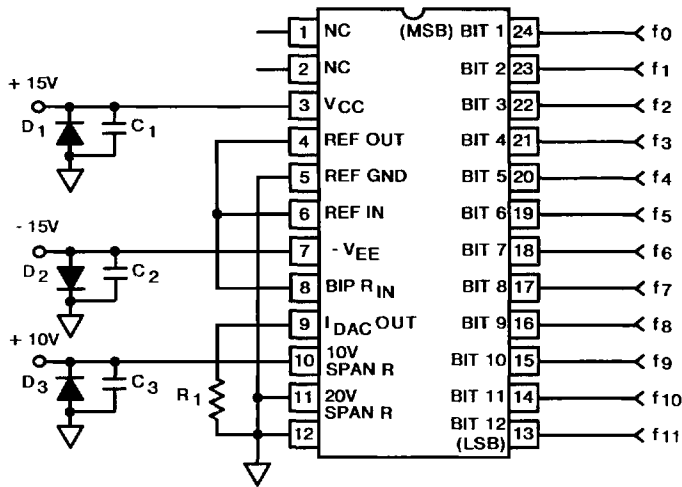 1 NC (MSB) BIT 1 24 f0
2 NC BIT 2 23 f1
+ 15V
D1 C1 3 VCC BIT 3 22 f2
4 REF OUT BIT 4 21 f3
5 REF GND BIT 5 20 f4
6 REF IN BIT 6 19 f5
- 15V
D2 C2 7 - VEE BIT 7 18 f6
8 BIP RIN BIT 8 17 f7
9 IDAC OUT BIT 9 16 f8
+ 10V
D3 C3 10 10V SPAN R BIT 10 15 f9
R1 11 20V SPAN R BIT 11 14 f10
12 BIT 12 (LSB) 13 f11